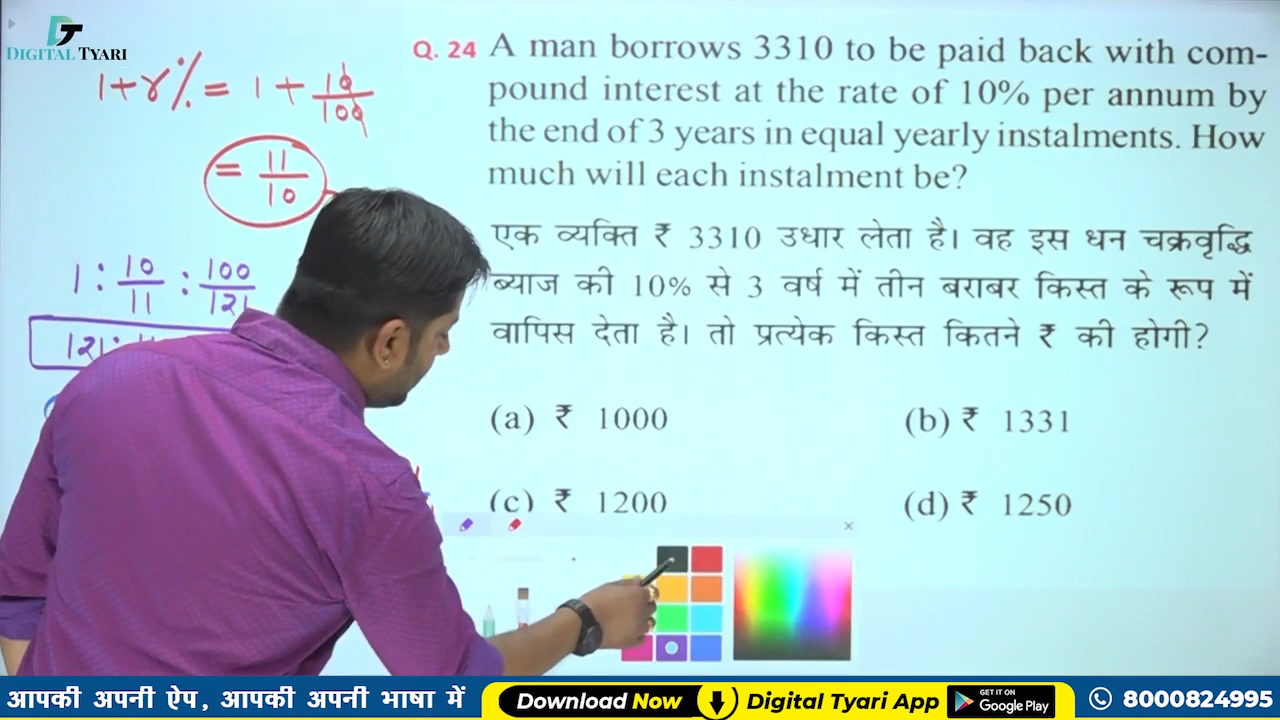 DIGITAL TYARI
1+r% = 1 + 10/100
= 11/10
1 : 10/11 : 100/121
121 :
Q. 24 A man borrows 3310 to be paid back with com-
pound interest at the rate of 10% per annum by
the end of 3 years in equal yearly instalments. How
much will each instalment be?
एक व्यक्ति ₹ 3310 उधार लेता है। वह इस धन चक्रवृद्धि
ब्याज की 10% से 3 वर्ष में तीन बराबर किस्त के रूप में
वापिस देता है। तो प्रत्येक किस्त कितने ₹ की होगी?
(a) ₹ 1000 (b) ₹ 1331
(c) ₹ 1200 (d) ₹ 1250
आपकी अपनी ऐप, आपकी अपनी भाषा में Download Now Digital Tyari App GET IT ON Google Play 8000824995